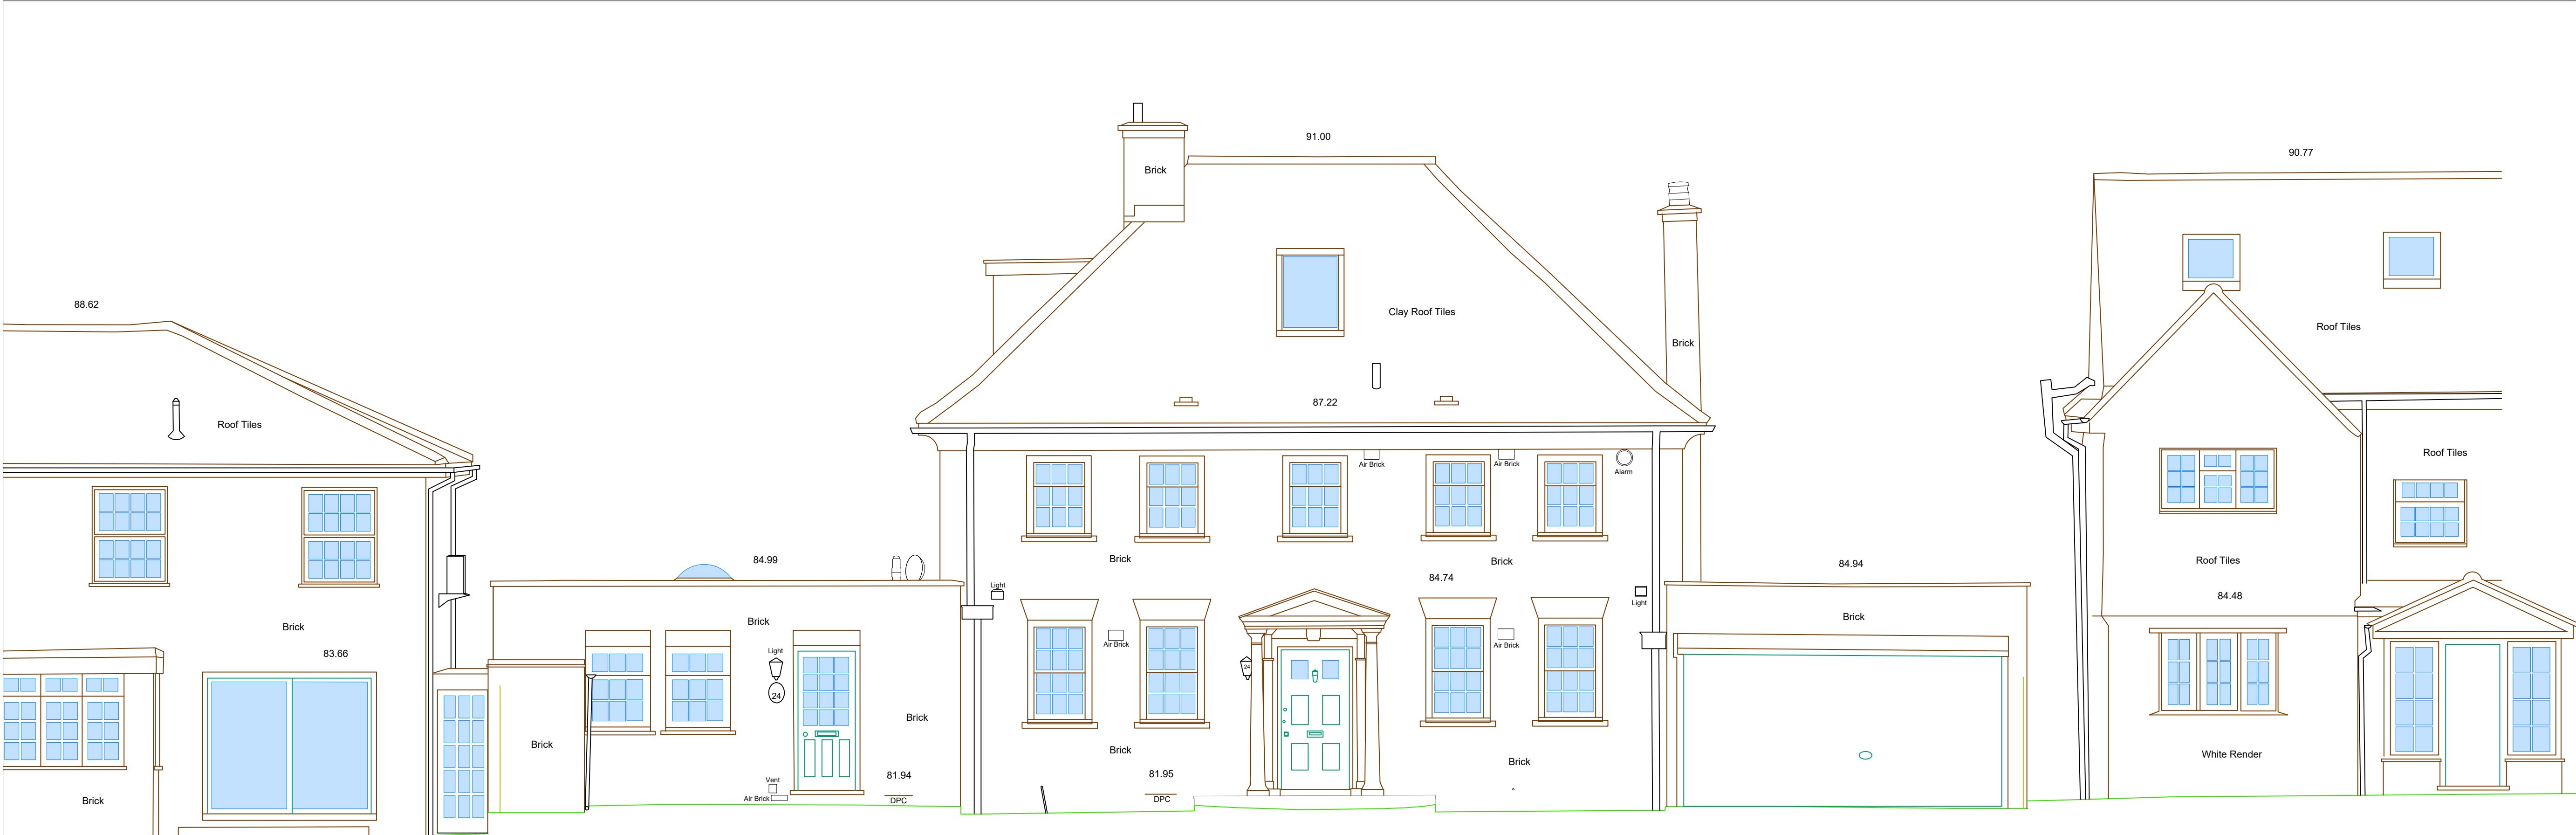 91.00
90.77
Brick
88.62
Clay Roof Tiles
Roof Tiles
Brick
87.22
Roof Tiles
Roof Tiles
Air Brick
Air Brick
Alarm
84.99
Brick
Brick
84.94
Roof Tiles
84.74
Light
84.48
Light
Brick
Brick
Brick
Air Brick
Air Brick
83.66
Light
24
24
Brick
Brick
Brick
White Render
Brick
81.94
81.95
Vent
Air Brick
DPC
DPC
Brick